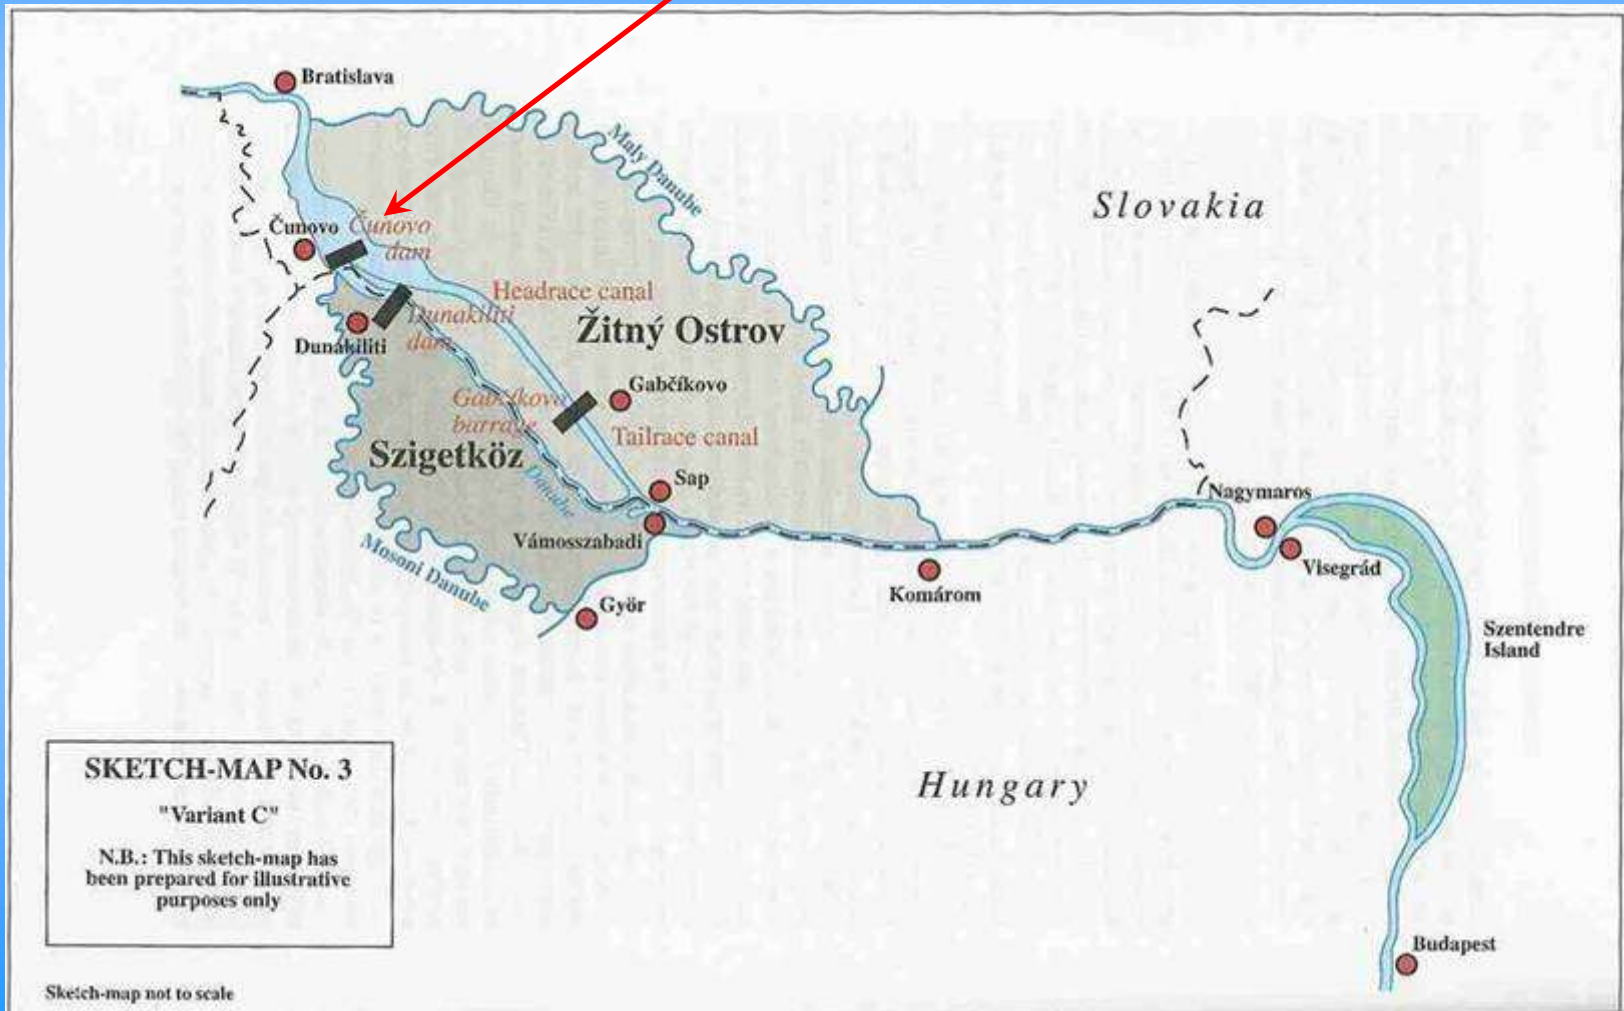 Bratislava
Maly Danube
Slovakia
Čunovo
Čunovo
dam
Headrace canal
Dunakiliti
dam
Žitný Ostrov
Dunakiliti
Gabčíkovo
Gabčíkovo
barrage
Tailrace canal
Szigetköz
Sap
Danube
Nagymaros
Vámosszabadi
Mosoni Danube
Visegrád
Komárom
Györ
Szentendre
Island
Hungary
SKETCH-MAP No. 3
"Variant C"
N.B.: This sketch-map has
been prepared for illustrative
purposes only
Budapest
Sketch-map not to scale